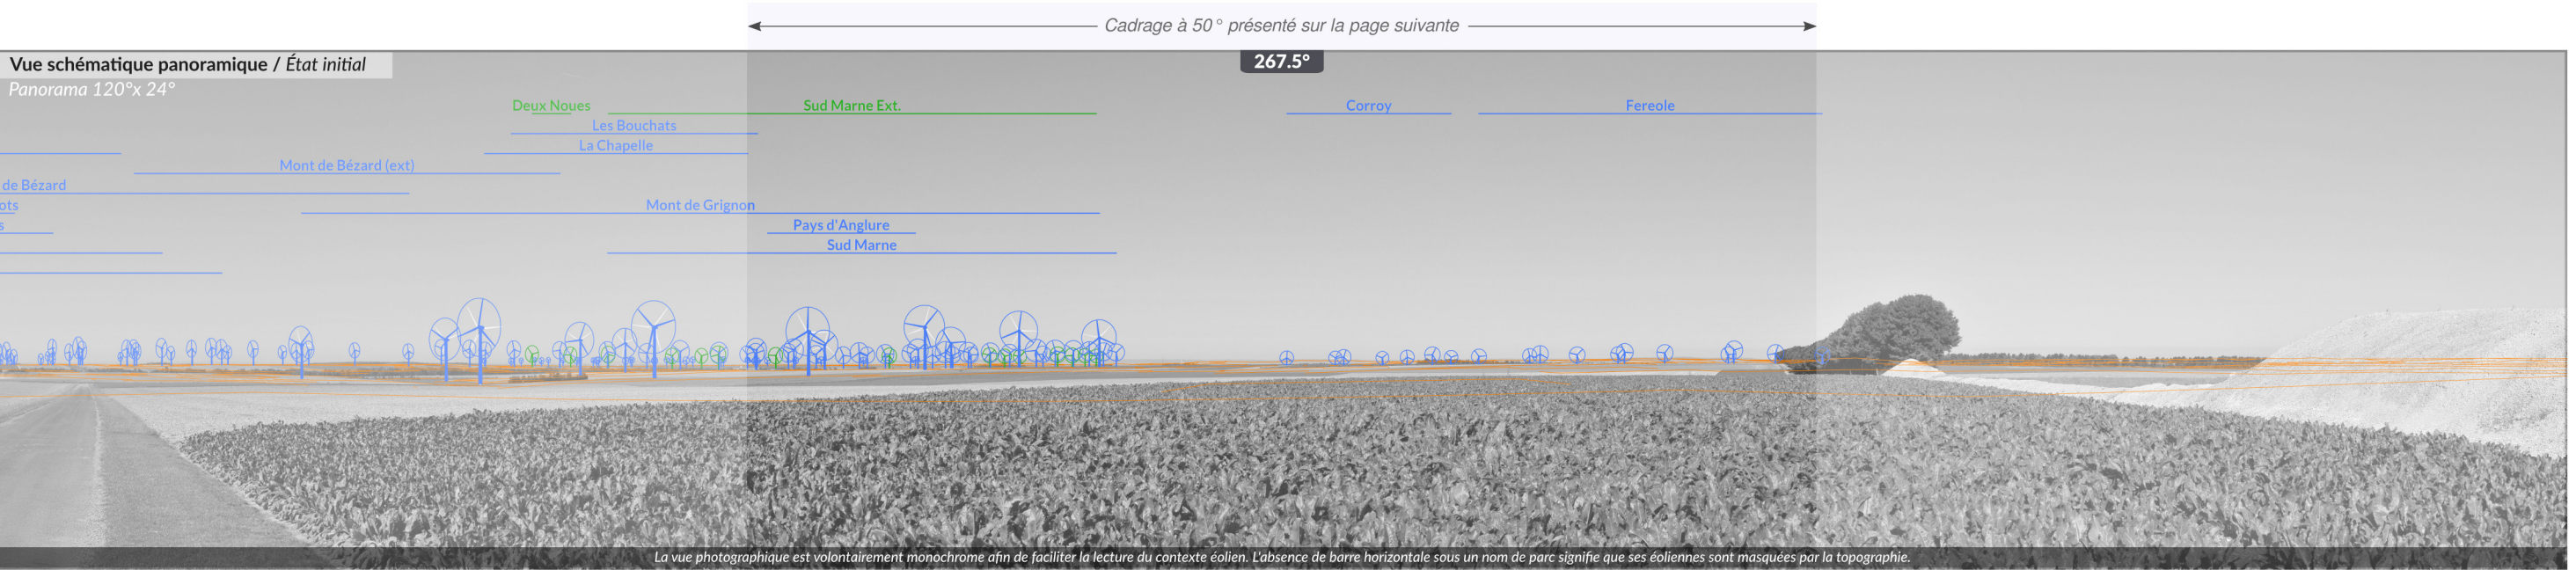 Cadrage à 50° présenté sur la page suivante
Vue schématique panoramique / État initial
267.5°
Panorama 120°x 24°
Deux Noues
Sud Marne Ext.
Corroy
Fereole
Les Bouchats
La Chapelle
Mont de Bézard (ext)
de Bézard
ots
Mont de Grignon
s
Pays d'Anglure
Sud Marne
La vue photographique est volontairement monochrome afin de faciliter la lecture du contexte éolien. L'absence de barre horizontale sous un nom de parc signifie que ses éoliennes sont masquées par la topographie.